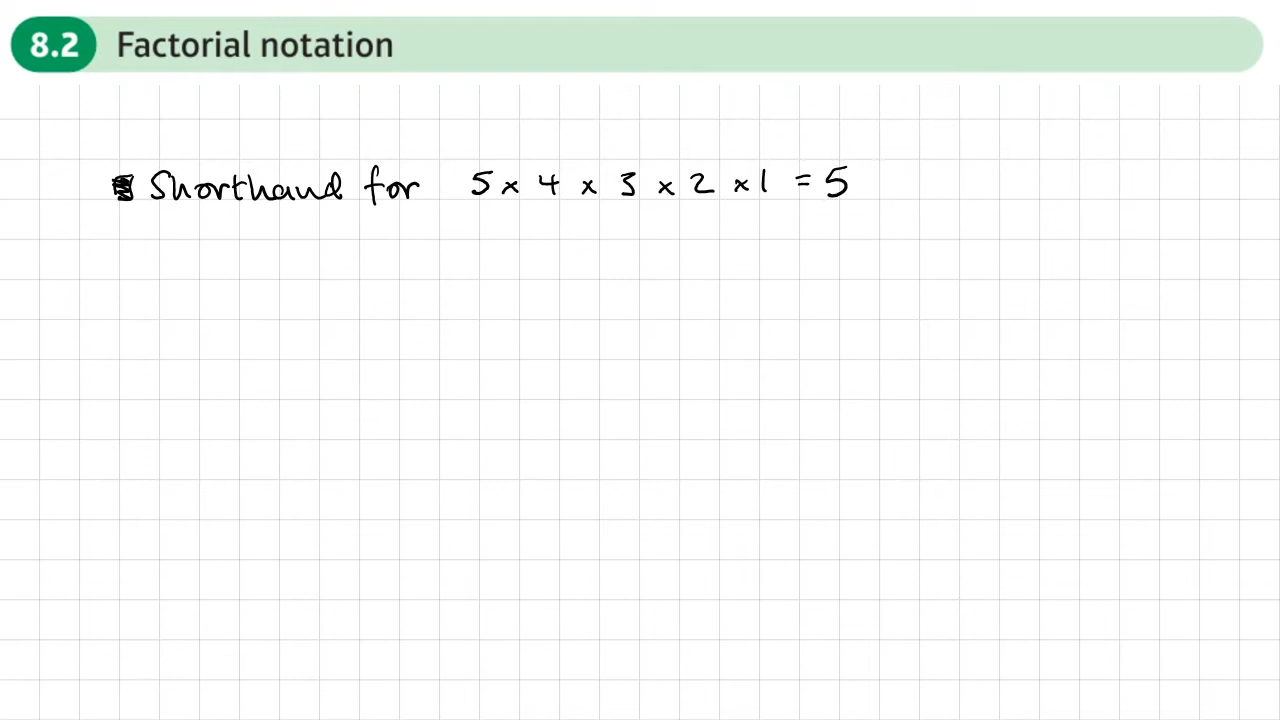 8.2 Factorial notation
Shorthand for 5 × 4 × 3 × 2 × 1 = 5